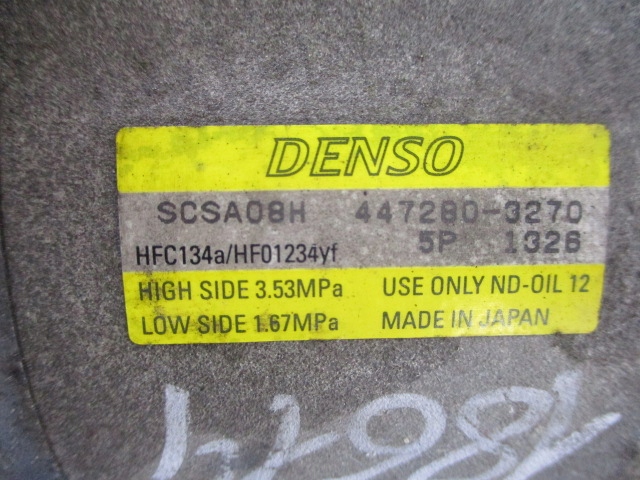 DENSO
SCSA08H 447280-3270
HFC134a/HFO1234yf 5P 1326
HIGH SIDE 3.53MPa USE ONLY ND-OIL 12
LOW SIDE 1.67MPa MADE IN JAPAN